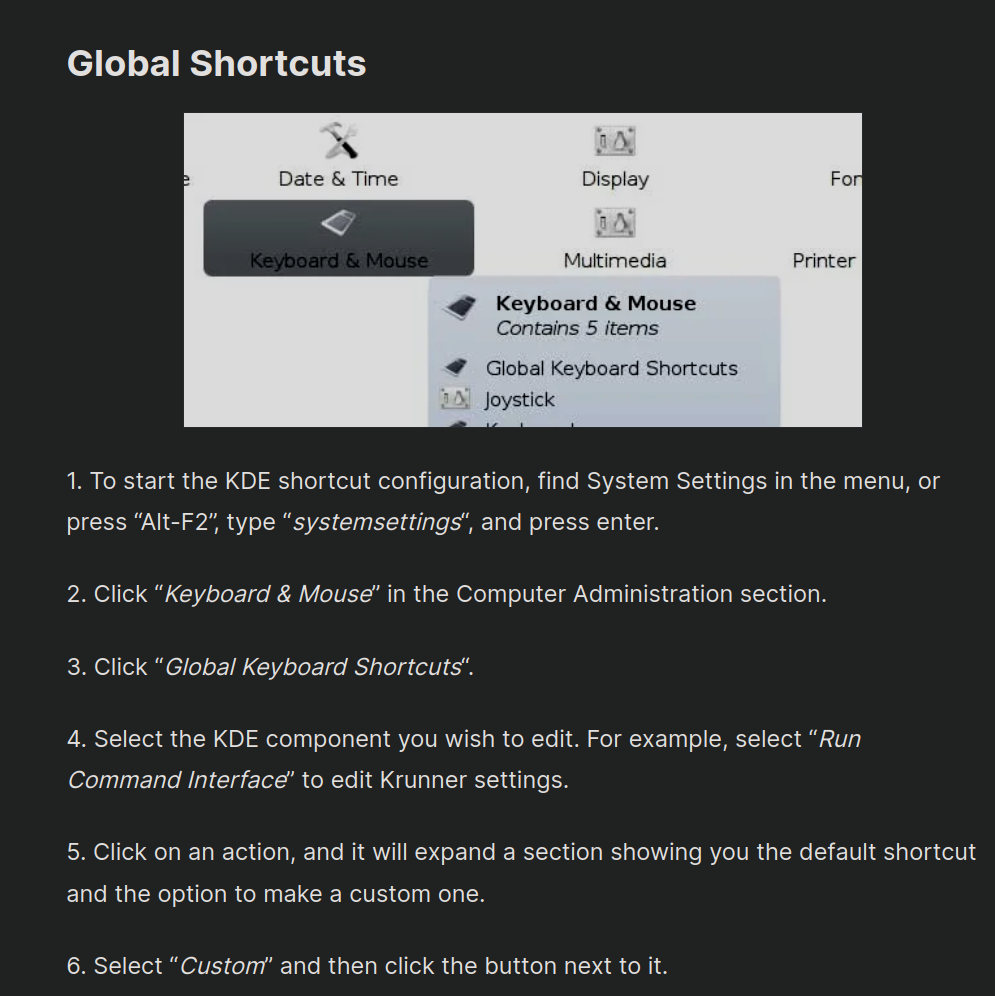 Global Shortcuts
e Date & Time Display For
Keyboard & Mouse Multimedia Printer
Keyboard & Mouse
Contains 5 items
Global Keyboard Shortcuts
Joystick
1. To start the KDE shortcut configuration, find System Settings in the menu, or
press “Alt-F2”, type “systemsettings“, and press enter.
2. Click “Keyboard & Mouse” in the Computer Administration section.
3. Click “Global Keyboard Shortcuts“.
4. Select the KDE component you wish to edit. For example, select “Run
Command Interface” to edit Krunner settings.
5. Click on an action, and it will expand a section showing you the default shortcut
and the option to make a custom one.
6. Select “Custom” and then click the button next to it.